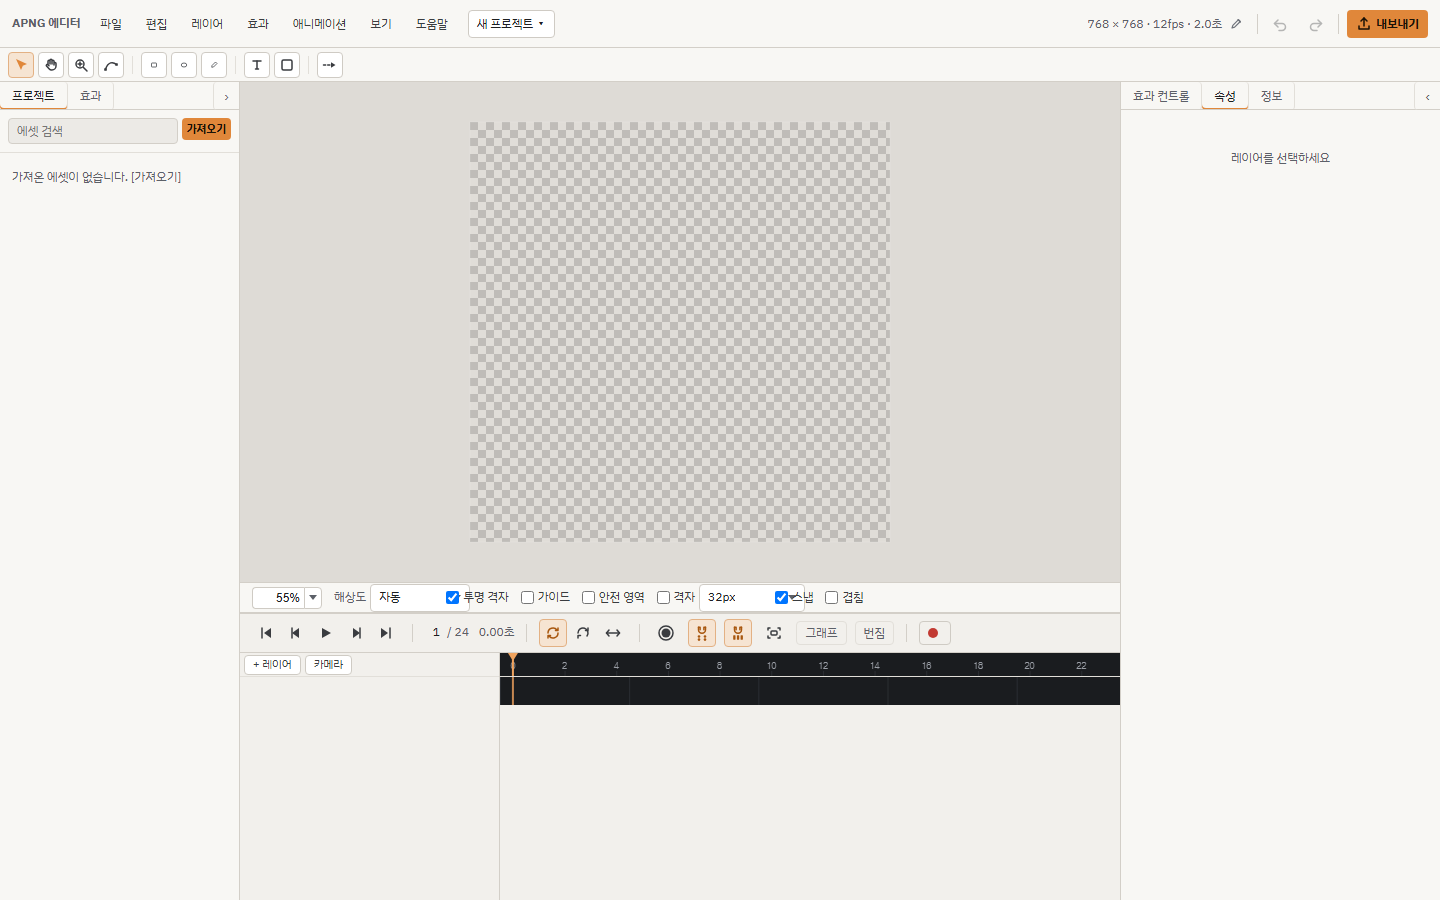 APNG 에디터 파일 편집 레이어 효과 애니메이션 보기 도움말 새 프로젝트 768 × 768 · 12fps · 2.0초 내보내기
프로젝트 효과
에셋 검색 가져오기
가져온 에셋이 없습니다. [가져오기]
효과 컨트롤 속성 정보
레이어를 선택하세요
55% 해상도 자동 투명 격자 가이드 안전 영역 격자 32px 스냅 겹침
1 / 24 0.00초 그래프 번짐
+ 레이어 카메라 0 2 4 6 8 10 12 14 16 18 20 22